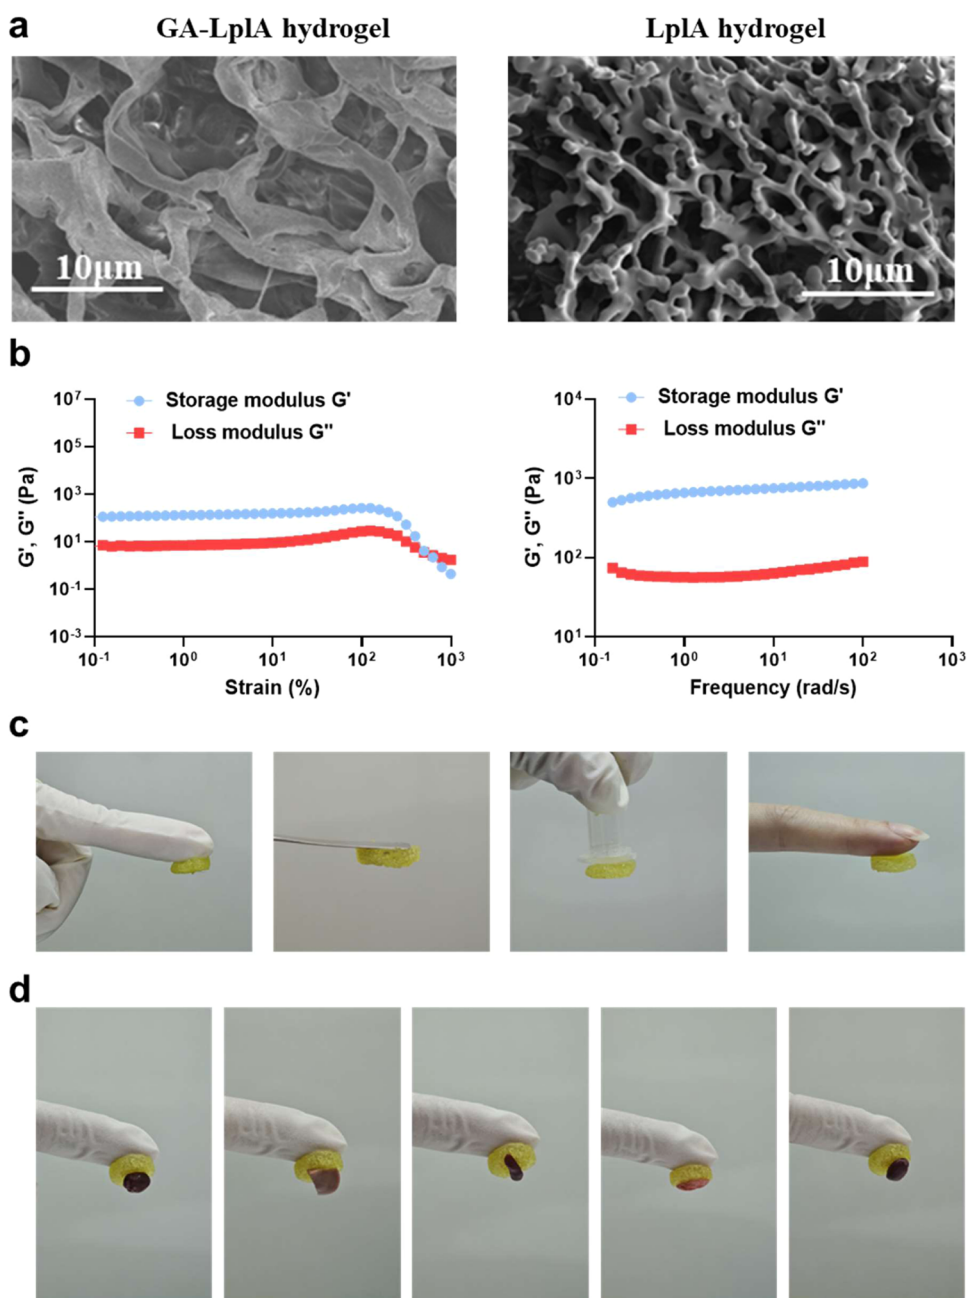 a
GA-LplA hydrogel
LplA hydrogel
10μm
10μm
b
Storage modulus G'
Loss modulus G"
G', G" (Pa)
10⁷
10⁵
10³
10¹
10⁻¹
10⁻³
10⁻¹
10⁰
10¹
10²
10³
Strain (%)
Storage modulus G'
Loss modulus G"
G', G" (Pa)
10⁴
10³
10²
10¹
10⁻¹
10⁰
10¹
10²
10³
Frequency (rad/s)
c
d